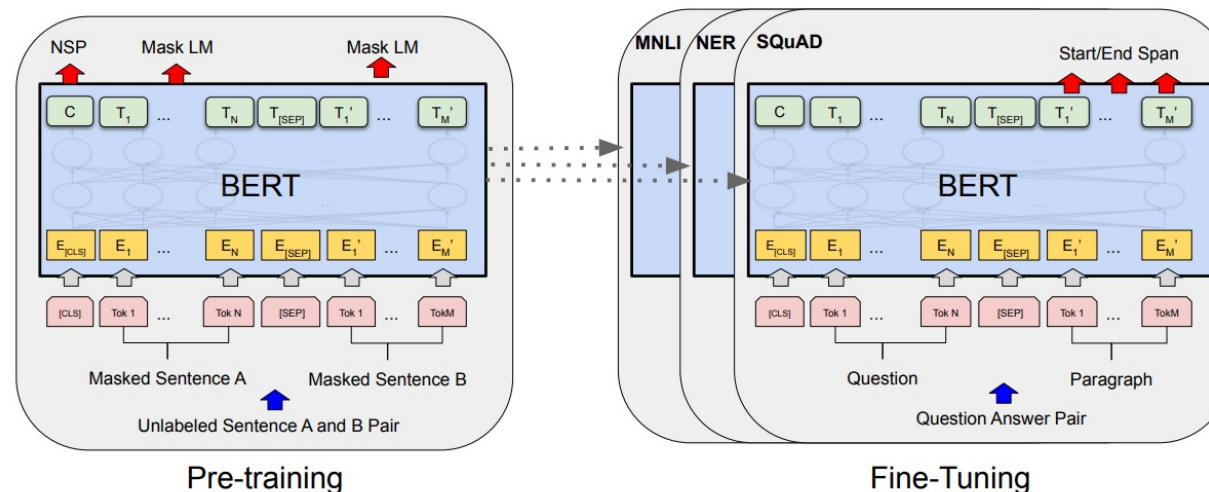 NSP Mask LM Mask LM
C T1 ... TN T[SEP] T1’ ... TM’
BERT
E[CLS] E1 ... EN E[SEP] E1’ ... EM’
[CLS] Tok 1 ... Tok N [SEP] Tok 1 ... TokM
Masked Sentence A Masked Sentence B
Unlabeled Sentence A and B Pair
Pre-training
MNLI NER SQuAD
Start/End Span
C T1 ... TN T[SEP] T1’ ... TM’
BERT
E[CLS] E1 ... EN E[SEP] E1’ ... EM’
[CLS] Tok 1 ... Tok N [SEP] Tok 1 ... TokM
Question Paragraph
Question Answer Pair
Fine-Tuning